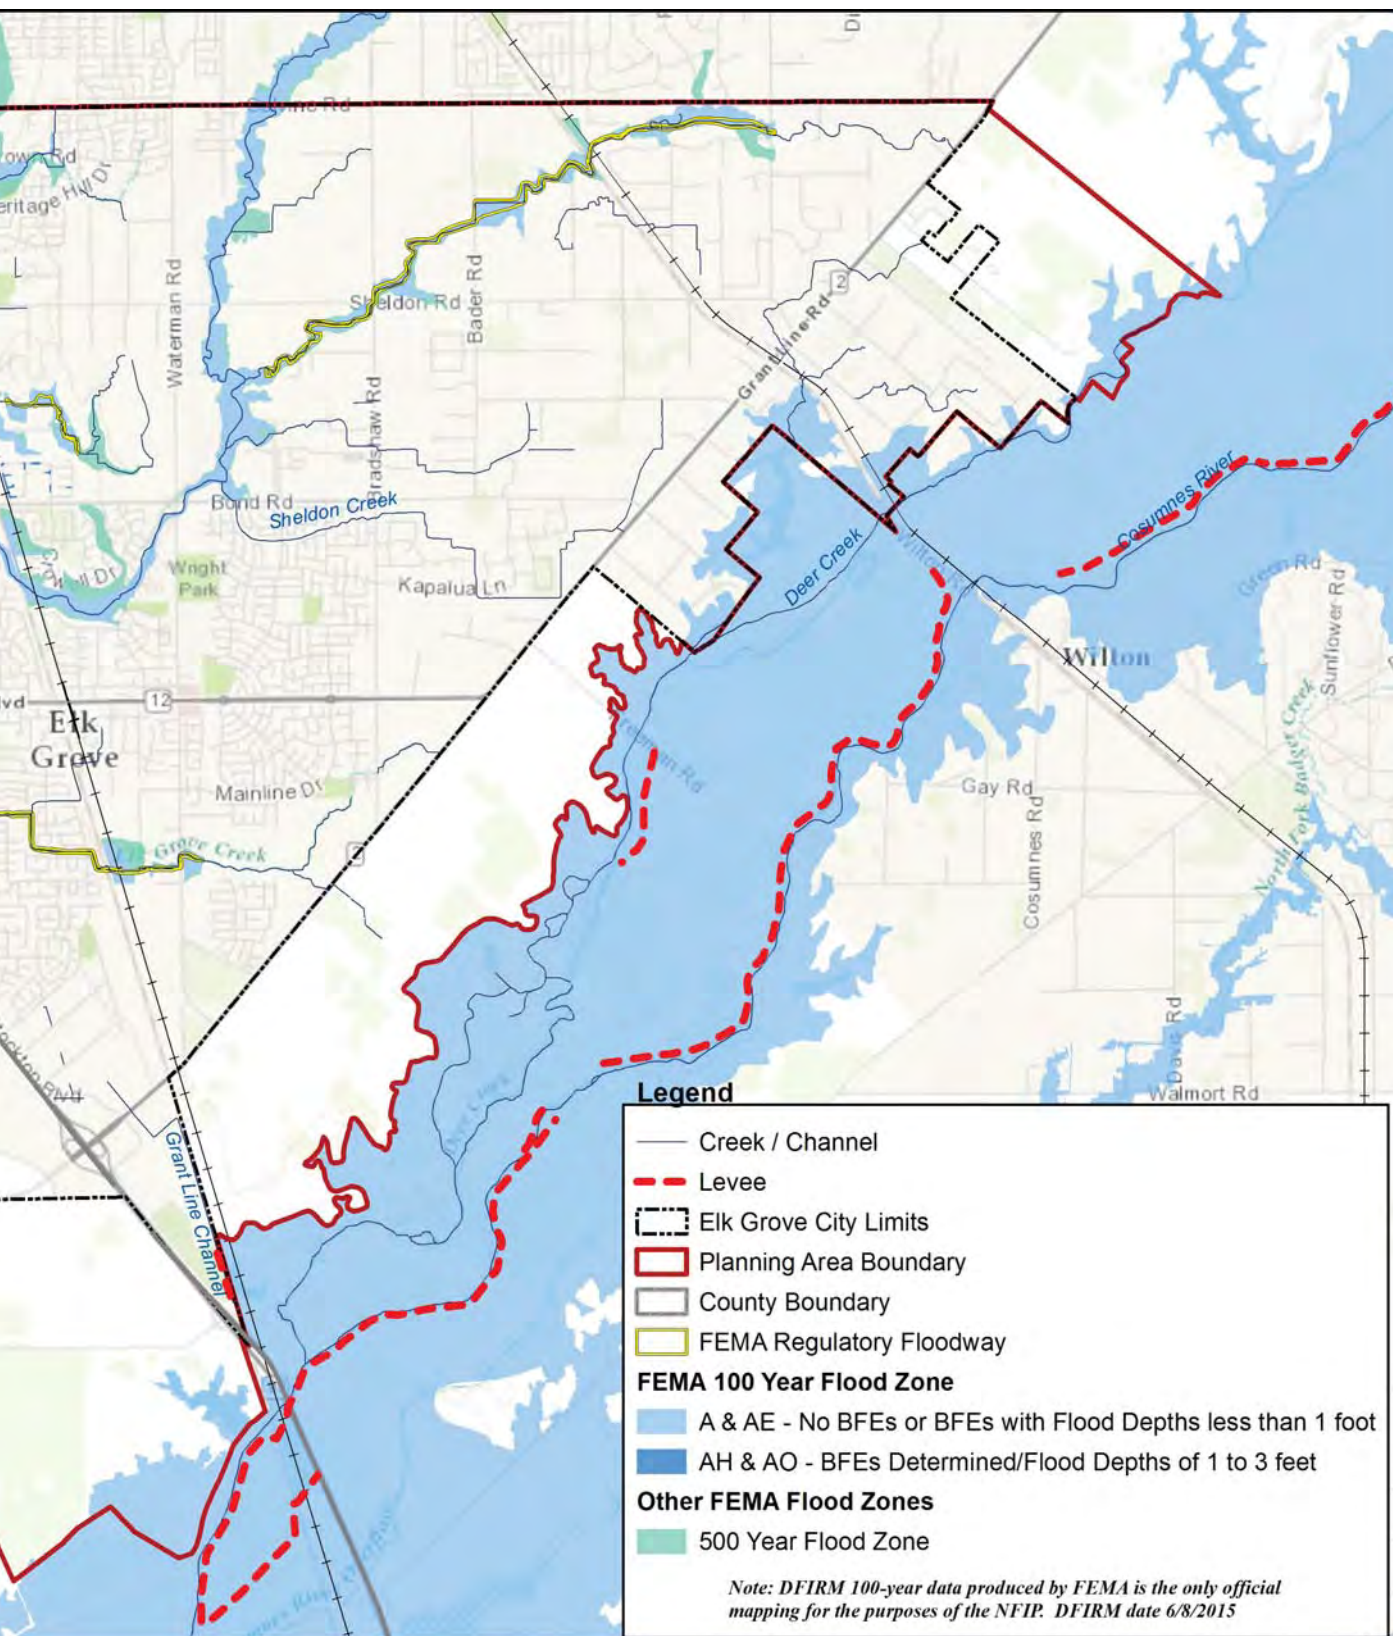 Waterman Rd
Sheldon Rd
Bader Rd
Grant Line Rd
2
Bradshaw Rd
Bond Rd
Sheldon Creek
Cosumnes River
Deer Creek
Wright
Park
Kapalua Ln
Green Rd
Sunflower Rd
Wilton
12
Elk
Grove
Mainline Dr
Grove Creek
Gay Rd
Cosumnes Rd
North Fork Badger Creek
Davis Rd
Walmort Rd
Deer Creek
Grant Line Channel
Legend
Creek / Channel
Levee
Elk Grove City Limits
Planning Area Boundary
County Boundary
FEMA Regulatory Floodway
FEMA 100 Year Flood Zone
A & AE - No BFEs or BFEs with Flood Depths less than 1 foot
AH & AO - BFEs Determined/Flood Depths of 1 to 3 feet
Other FEMA Flood Zones
500 Year Flood Zone
Note: DFIRM 100-year data produced by FEMA is the only official
mapping for the purposes of the NFIP. DFIRM date 6/8/2015